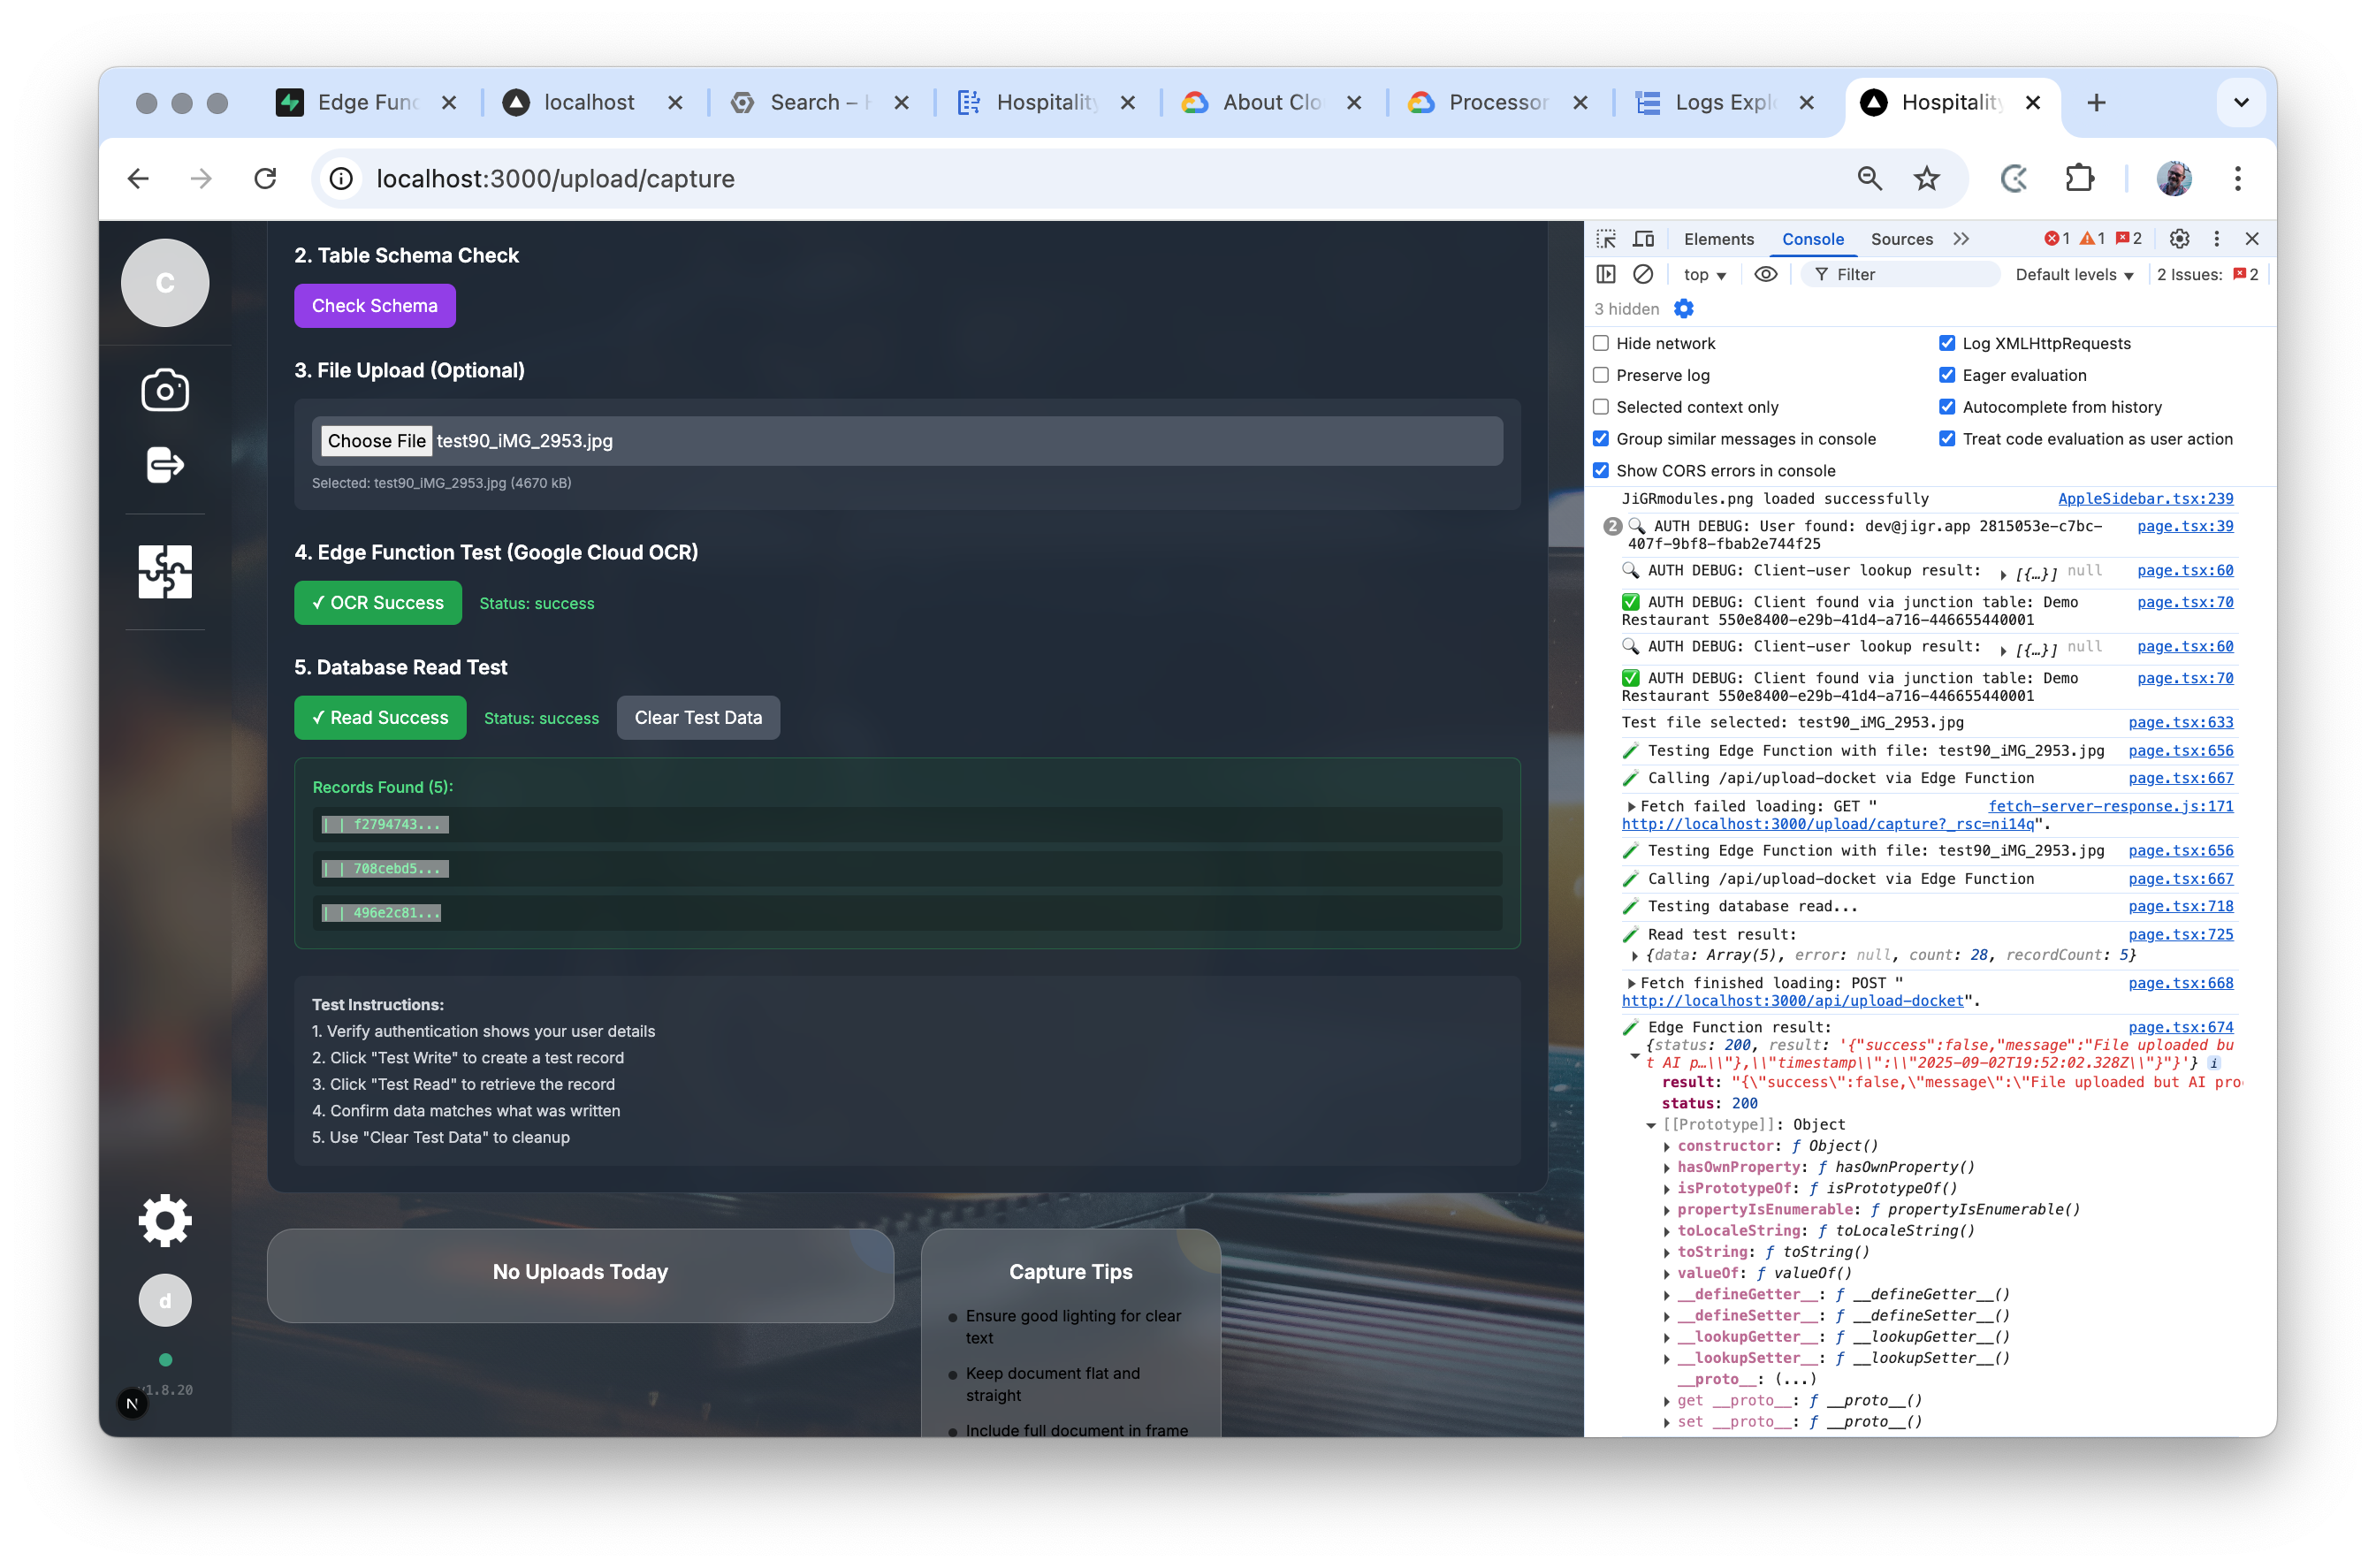 Edge Func
localhost
Search – H
Hospitality
About Clo
Processor
Logs Expl
Hospitality
localhost:3000/upload/capture
C
d
v1.8.20
N
2. Table Schema Check
Check Schema
3. File Upload (Optional)
Choose File test90_iMG_2953.jpg
Selected: test90_iMG_2953.jpg (4670 kB)
4. Edge Function Test (Google Cloud OCR)
✓ OCR Success Status: success
5. Database Read Test
✓ Read Success Status: success Clear Test Data
Records Found (5):
| | f2794743...
| | 708cebd5...
| | 496e2c81...
Test Instructions:
1. Verify authentication shows your user details
2. Click "Test Write" to create a test record
3. Click "Test Read" to retrieve the record
4. Confirm data matches what was written
5. Use "Clear Test Data" to cleanup
No Uploads Today
Capture Tips
Ensure good lighting for clear
text
Keep document flat and
straight
Include full document in frame
Elements Console Sources 1 1 2
top Filter Default levels 2 Issues: 2
3 hidden
Hide network Log XMLHttpRequests
Preserve log Eager evaluation
Selected context only Autocomplete from history
Group similar messages in console Treat code evaluation as user action
Show CORS errors in console
JiGRmodules.png loaded successfully AppleSidebar.tsx:239
2 🔍 AUTH DEBUG: User found: dev@jigr.app 2815053e-c7bc- page.tsx:39
407f-9bf8-fbab2e744f25
🔍 AUTH DEBUG: Client-user lookup result: ▸ [{…}] null page.tsx:60
✅ AUTH DEBUG: Client found via junction table: Demo page.tsx:70
Restaurant 550e8400-e29b-41d4-a716-446655440001
🔍 AUTH DEBUG: Client-user lookup result: ▸ [{…}] null page.tsx:60
✅ AUTH DEBUG: Client found via junction table: Demo page.tsx:70
Restaurant 550e8400-e29b-41d4-a716-446655440001
Test file selected: test90_iMG_2953.jpg page.tsx:633
🧪 Testing Edge Function with file: test90_iMG_2953.jpg page.tsx:656
🧪 Calling /api/upload-docket via Edge Function page.tsx:667
▸Fetch failed loading: GET " fetch-server-response.js:171
http://localhost:3000/upload/capture?_rsc=ni14q".
🧪 Testing Edge Function with file: test90_iMG_2953.jpg page.tsx:656
🧪 Calling /api/upload-docket via Edge Function page.tsx:667
🧪 Testing database read... page.tsx:718
🧪 Read test result: page.tsx:725
▸ {data: Array(5), error: null, count: 28, recordCount: 5}
▸Fetch finished loading: POST " page.tsx:668
http://localhost:3000/api/upload-docket".
🧪 Edge Function result: page.tsx:674
{status: 200, result: '{"success":false,"message":"File uploaded bu
t AI p…\\"},\\"timestamp\\":\\"2025-09-02T19:52:02.328Z\\"}"}'} i
result: "{\"success\":false,\"message\":\"File uploaded but AI pro
status: 200
[[Prototype]]: Object
constructor: ƒ Object()
hasOwnProperty: ƒ hasOwnProperty()
isPrototypeOf: ƒ isPrototypeOf()
propertyIsEnumerable: ƒ propertyIsEnumerable()
toLocaleString: ƒ toLocaleString()
toString: ƒ toString()
valueOf: ƒ valueOf()
__defineGetter__: ƒ __defineGetter__()
__defineSetter__: ƒ __defineSetter__()
__lookupGetter__: ƒ __lookupGetter__()
__lookupSetter__: ƒ __lookupSetter__()
__proto__: (...)
get __proto__: ƒ __proto__()
set __proto__: ƒ __proto__()